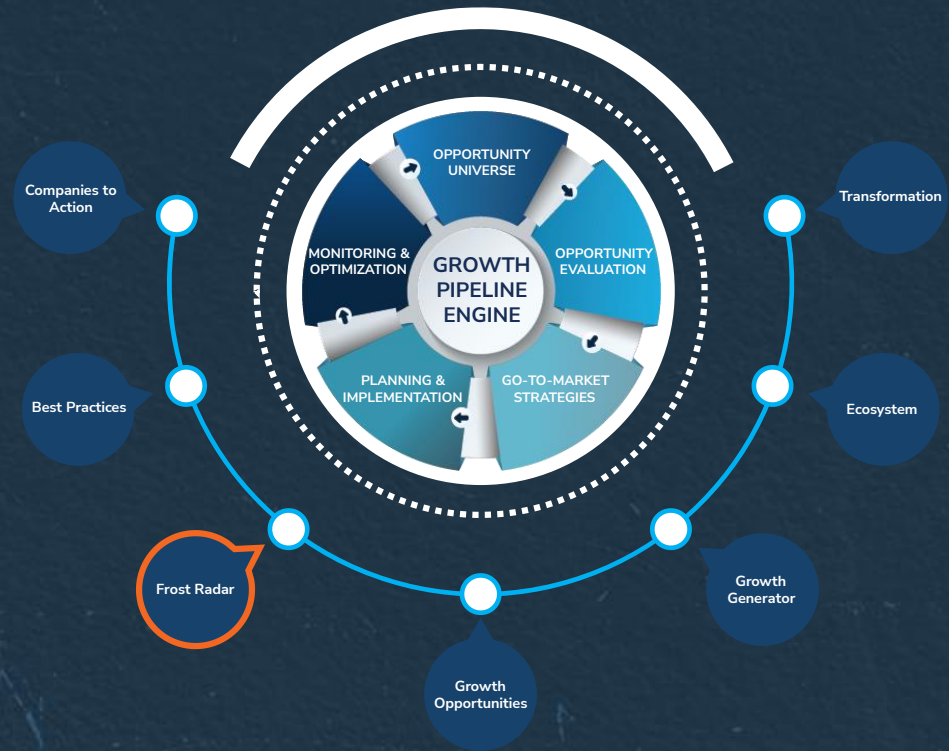 OPPORTUNITY
UNIVERSE
OPPORTUNITY
EVALUATION
GO-TO-MARKET
STRATEGIES
PLANNING &
IMPLEMENTATION
MONITORING &
OPTIMIZATION
GROWTH
PIPELINE
ENGINE
Transformation
Ecosystem
Growth
Generator
Growth
Opportunities
Frost Radar
Best Practices
Companies to
Action